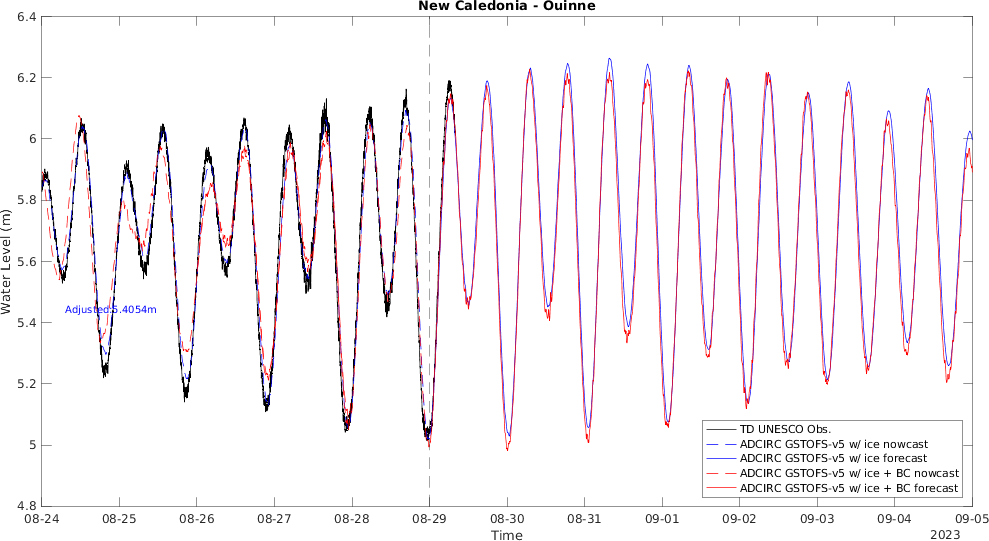 New Caledonia - Ouinne
6.4
6.2
6
5.8
5.6
5.4
5.2
5
4.8
Water Level (m)
Adjusted:5.4054m
TD UNESCO Obs.
ADCIRC GSTOFS-v5 w/ ice nowcast
ADCIRC GSTOFS-v5 w/ ice forecast
ADCIRC GSTOFS-v5 w/ ice + BC nowcast
ADCIRC GSTOFS-v5 w/ ice + BC forecast
08-24 08-25 08-26 08-27 08-28 08-29 08-30 08-31 09-01 09-02 09-03 09-04 09-05
Time
2023